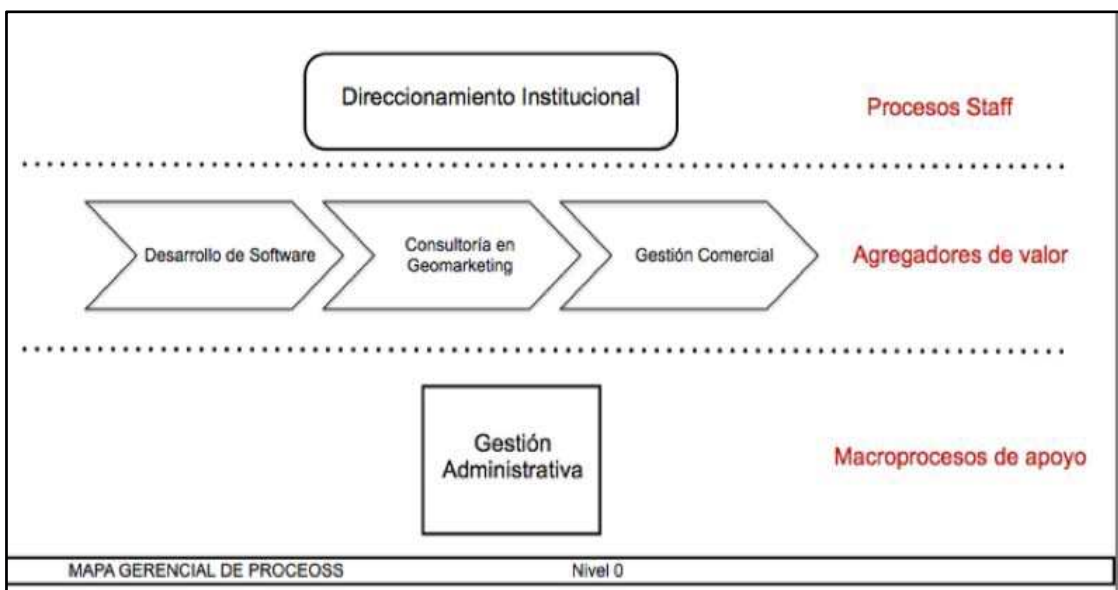 Direccionamiento Institucional
Procesos Staff
Desarrollo de Software
Consultoría en
Geomarketing
Gestión Comercial
Agregadores de valor
Gestión
Administrativa
Macroprocesos de apoyo
MAPA GERENCIAL DE PROCEOSS
Nivel 0